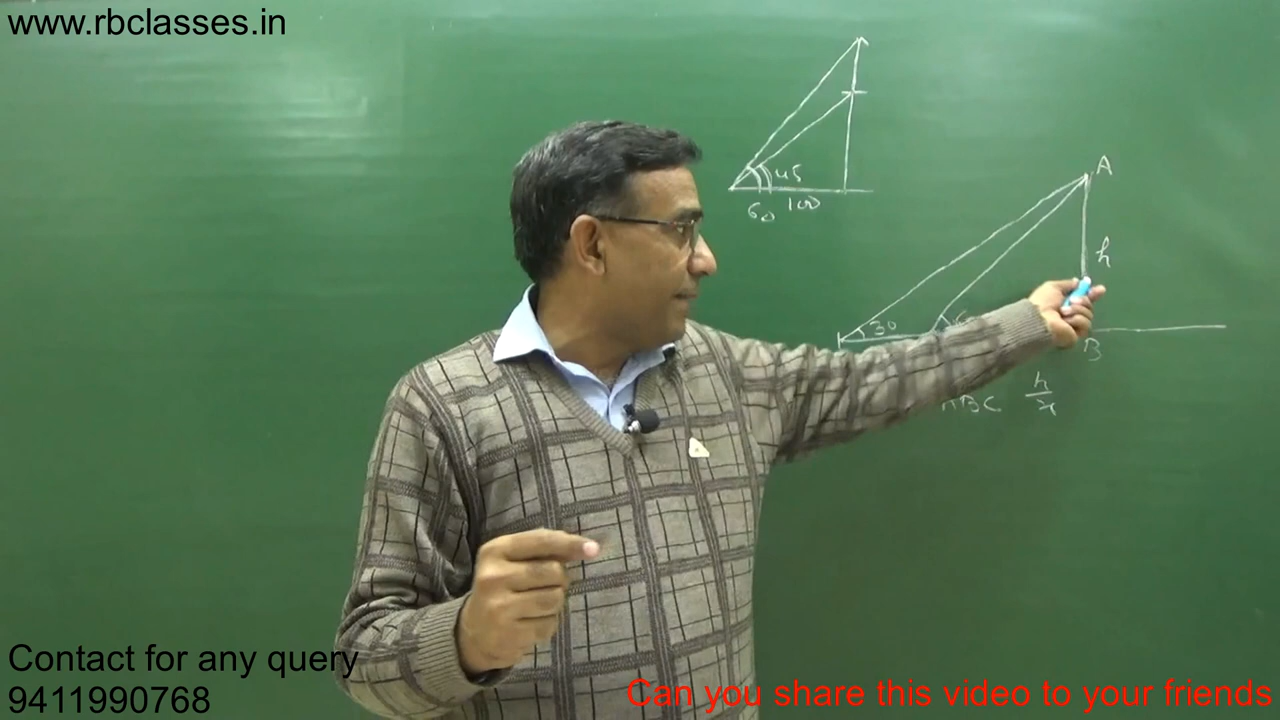 www.rbclasses.in
45
60 100
A
h
30
B
h
x
ABC
Contact for any query
9411990768
Can you share this video to your friends